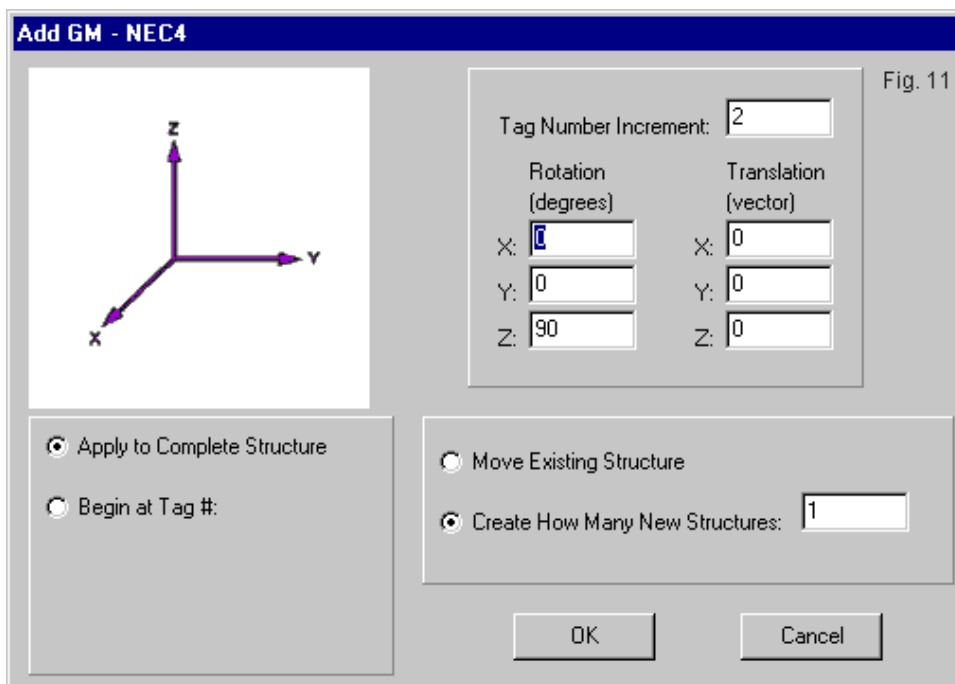 Add GM - NEC4
Fig. 11
Z
Y
X
Tag Number Increment: 2
Rotation Translation
(degrees) (vector)
X: 0 X: 0
Y: 0 Y: 0
Z: 90 Z: 0
Apply to Complete Structure
Begin at Tag #:
Move Existing Structure
Create How Many New Structures: 1
OK Cancel